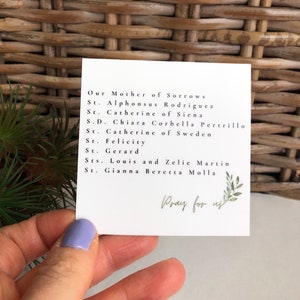 Our Mother of Sorrows
St. Alphonsus Rodriguez
St. Catherine of Siena
S.D. Chiara Corbella Petrillo
St. Catherine of Sweden
St. Felicity
St. Gerard
Sts. Louis and Zelie Martin
St. Gianna Beretta Molla
Pray for us